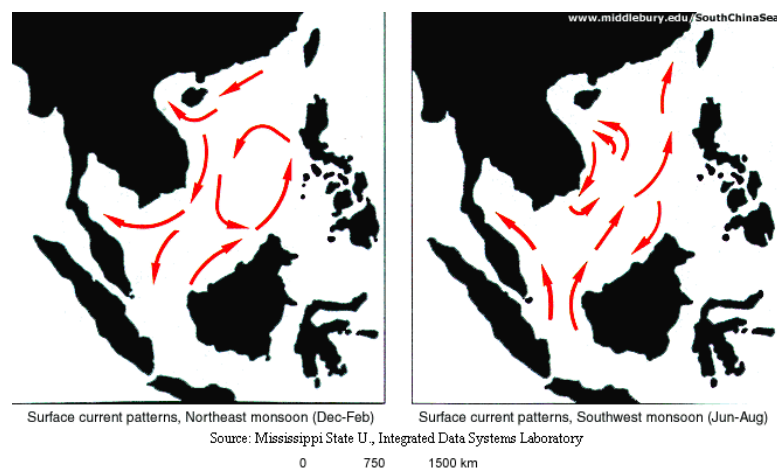 www.middlebury.edu/SouthChinaSea
Surface current patterns, Northeast monsoon (Dec-Feb)
Surface current patterns, Southwest monsoon (Jun-Aug)
Source: Mississippi State U., Integrated Data Systems Laboratory
0 750 1500 km